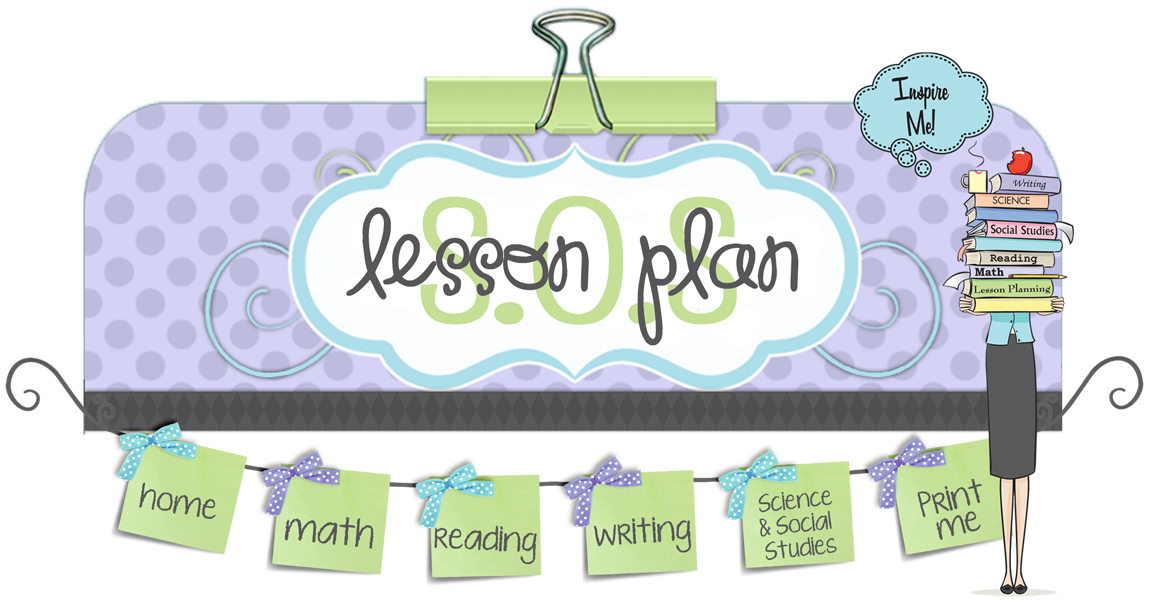 Inspire
Me!
S.O.S
lesson plan
Writing
SCIENCE
Social Studies
Reading
Math
Lesson Planning
home
math
Reading
writing
Science
& Social
Studies
Print
me